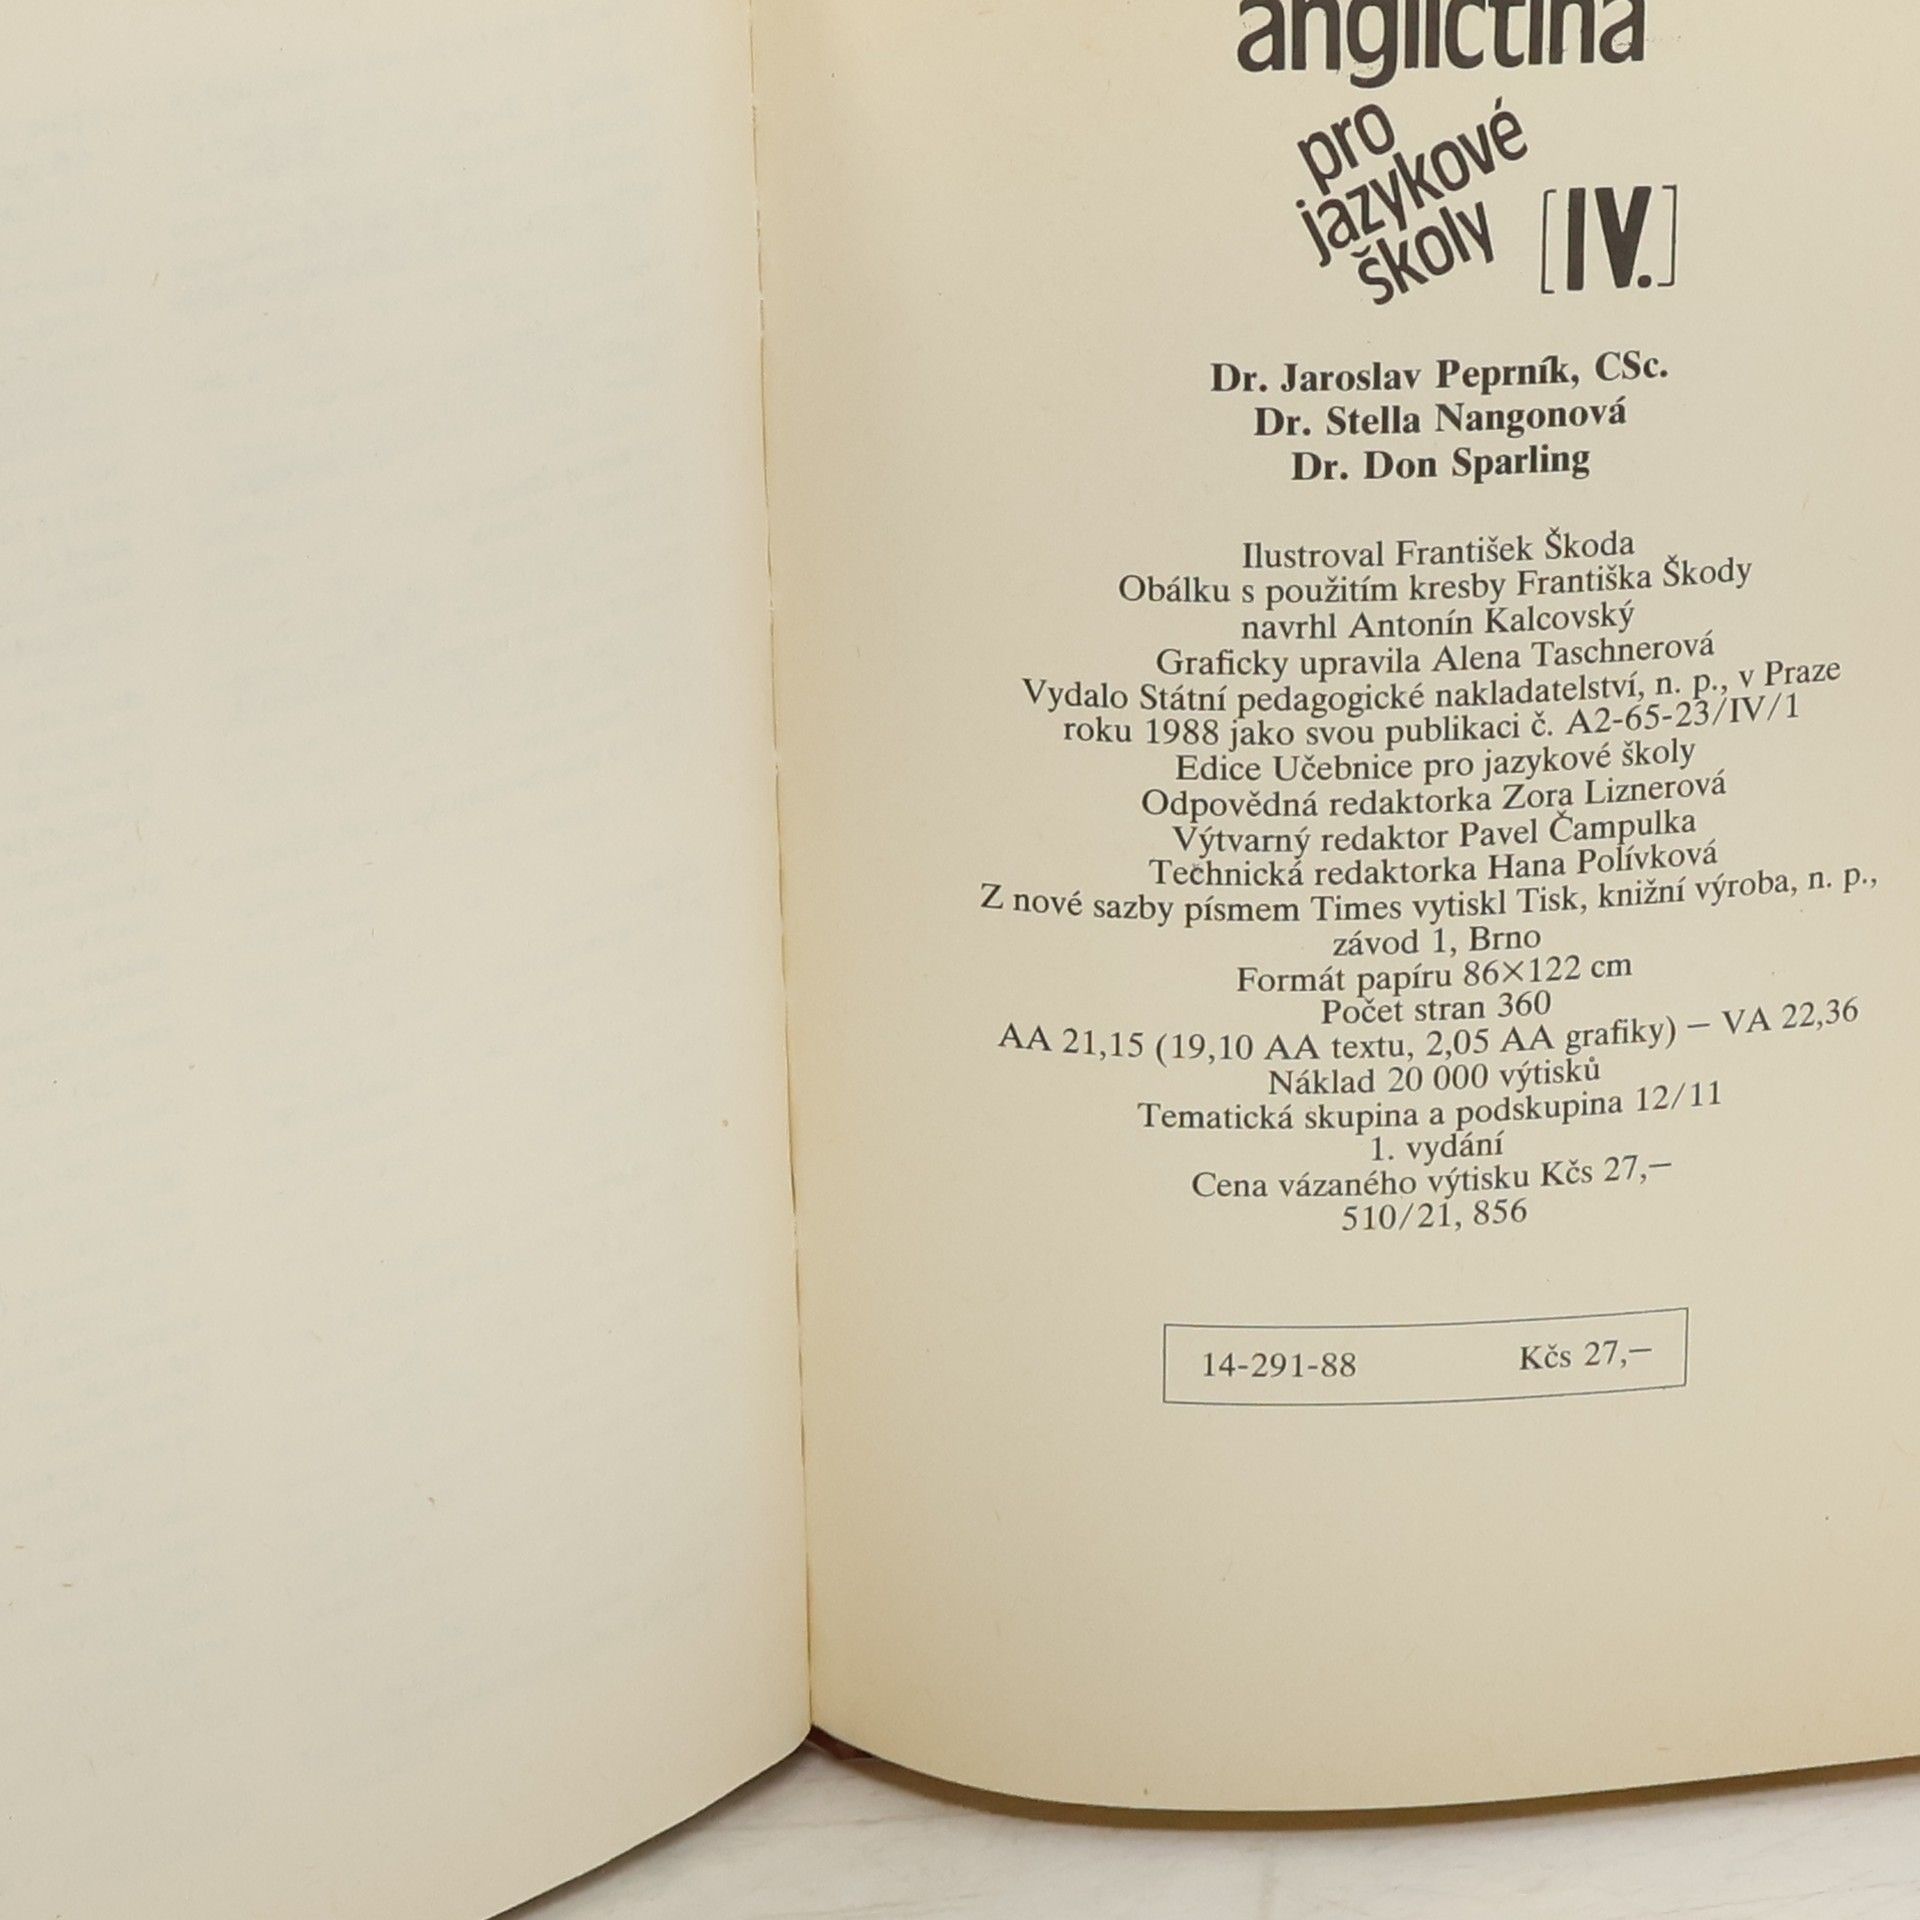 angličtina
pro
jazykové
školy
[IV.]
Dr. Jaroslav Peprník, CSc.
Dr. Stella Nangonová
Dr. Don Sparling
Ilustroval František Škoda
Obálku s použitím kresby Františka Škody
navrhl Antonín Kalcovský
Graficky upravila Alena Taschnerová
Vydalo Státní pedagogické nakladatelství, n. p., v Praze
roku 1988 jako svou publikaci č. A2-65-23/IV/1
Edice Učebnice pro jazykové školy
Odpovědná redaktorka Zora Liznerová
Výtvarný redaktor Pavel Čampulka
Technická redaktorka Hana Polívková
Z nové sazby písmem Times vytiskl Tisk, knižní výroba, n. p.,
závod 1, Brno
Formát papíru 86×122 cm
Počet stran 360
AA 21,15 (19,10 AA textu, 2,05 AA grafiky) – VA 22,36
Náklad 20 000 výtisků
Tematická skupina a podskupina 12/11
1. vydání
Cena vázaného výtisku Kčs 27,–
510/21, 856
14-291-88 Kčs 27,–